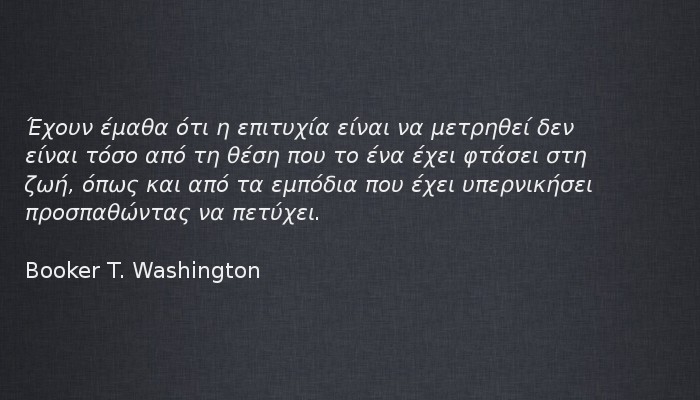 Έχουν έμαθα ότι η επιτυχία είναι να μετρηθεί δεν
είναι τόσο από τη θέση που το ένα έχει φτάσει στη
ζωή, όπως και από τα εμπόδια που έχει υπερνικήσει
προσπαθώντας να πετύχει.
Booker T. Washington